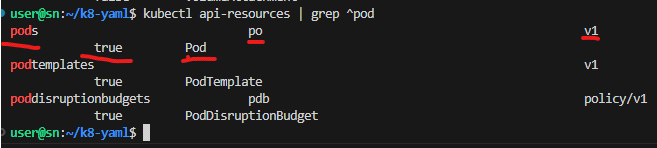 user@sn:~/k8-yaml$ kubectl api-resources | grep ^pod
pods po v1
true Pod
podtemplates v1
true PodTemplate
poddisruptionbudgets pdb policy/v1
true PodDisruptionBudget
user@sn:~/k8-yaml$